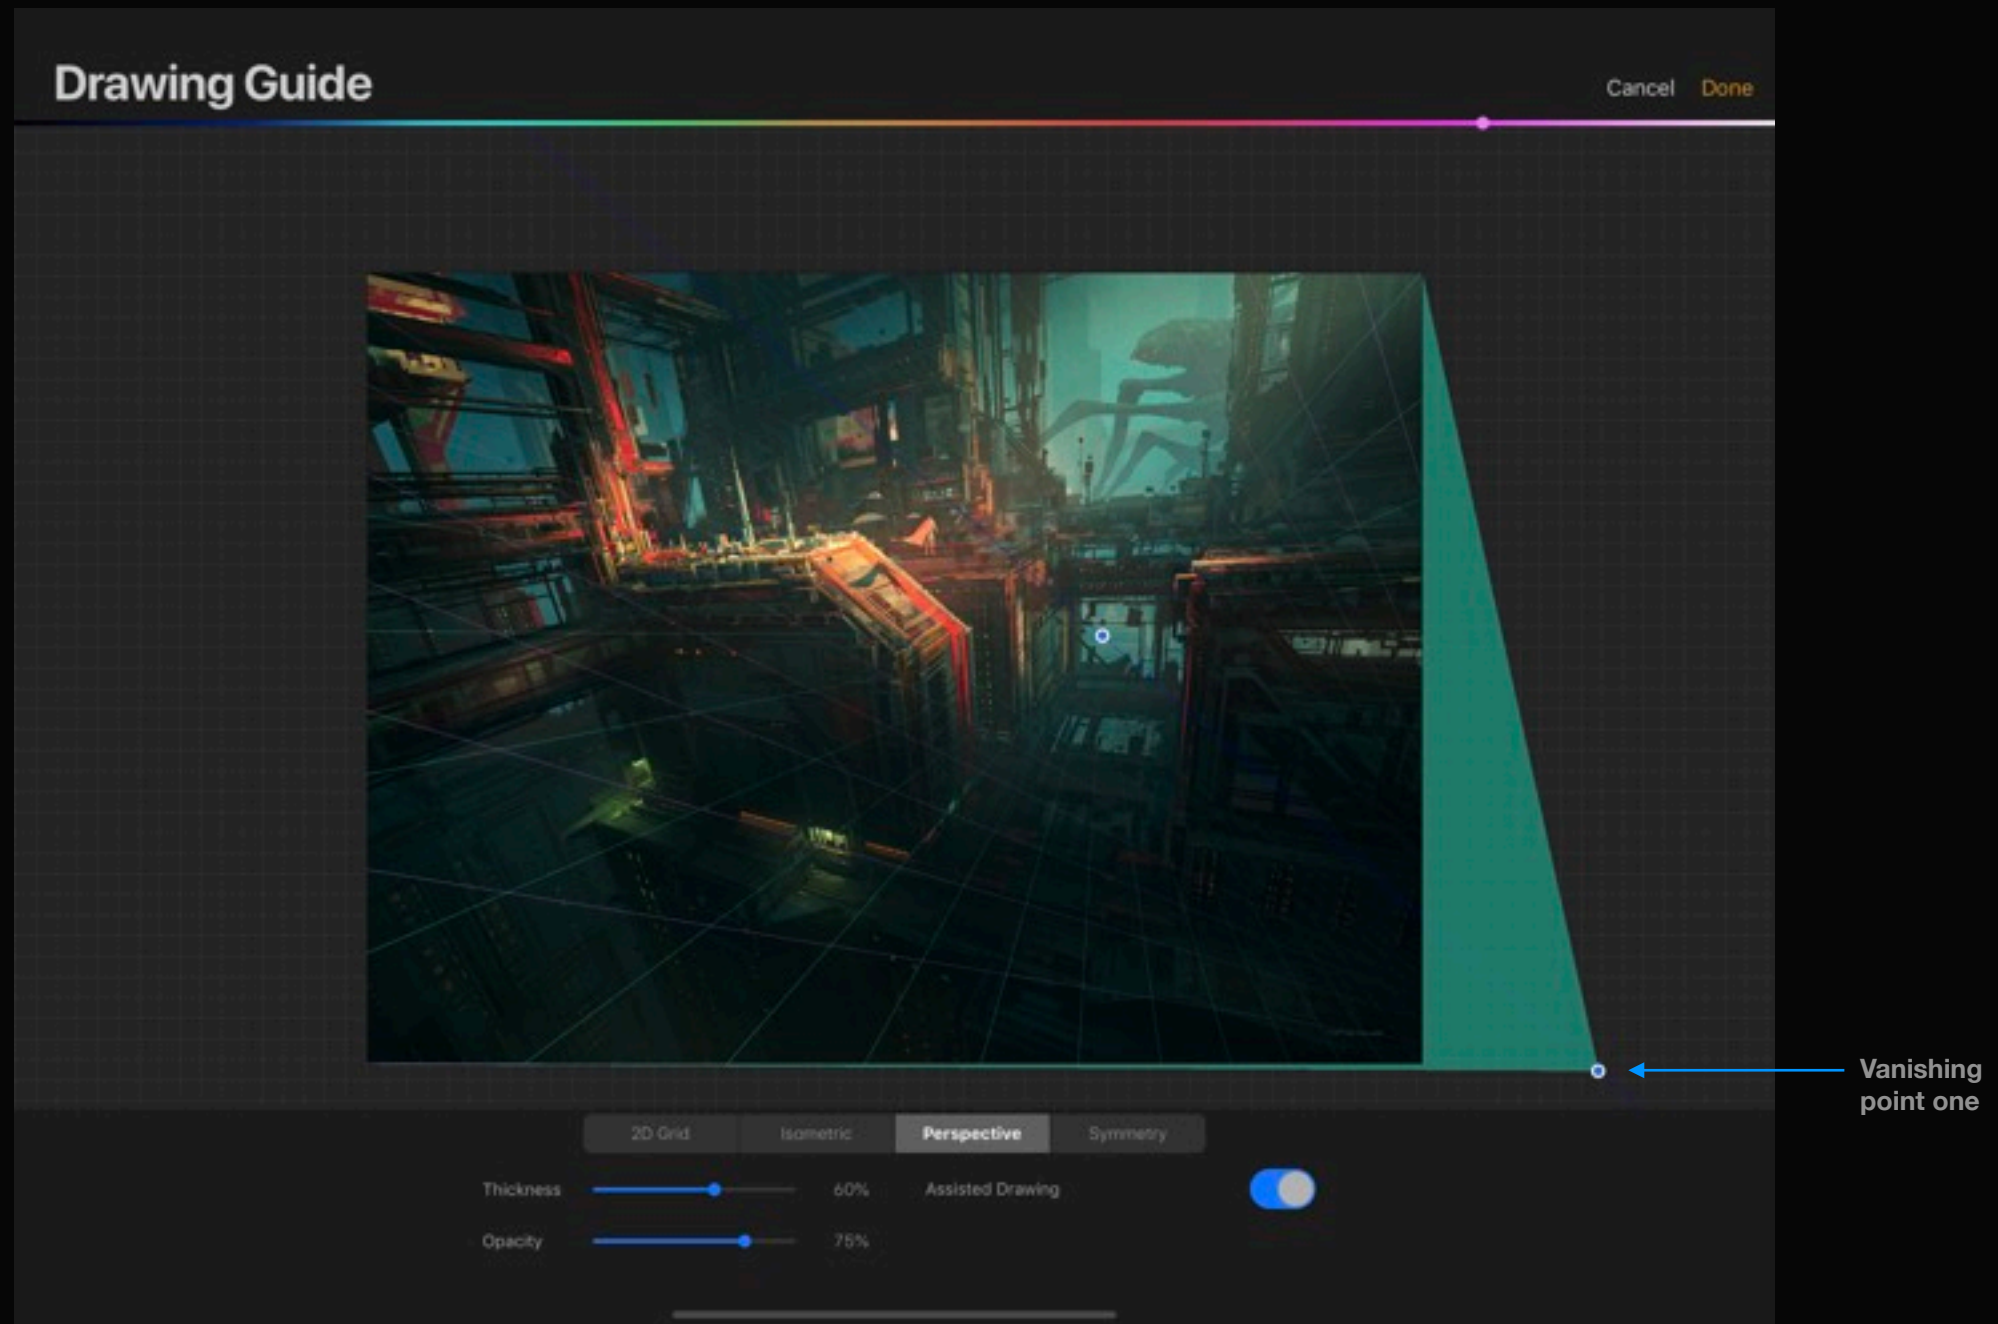 Drawing Guide
Cancel Done
Vanishing
point one
2D Grid Isometric Perspective Symmetry
Thickness 60% Assisted Drawing
Opacity 75%